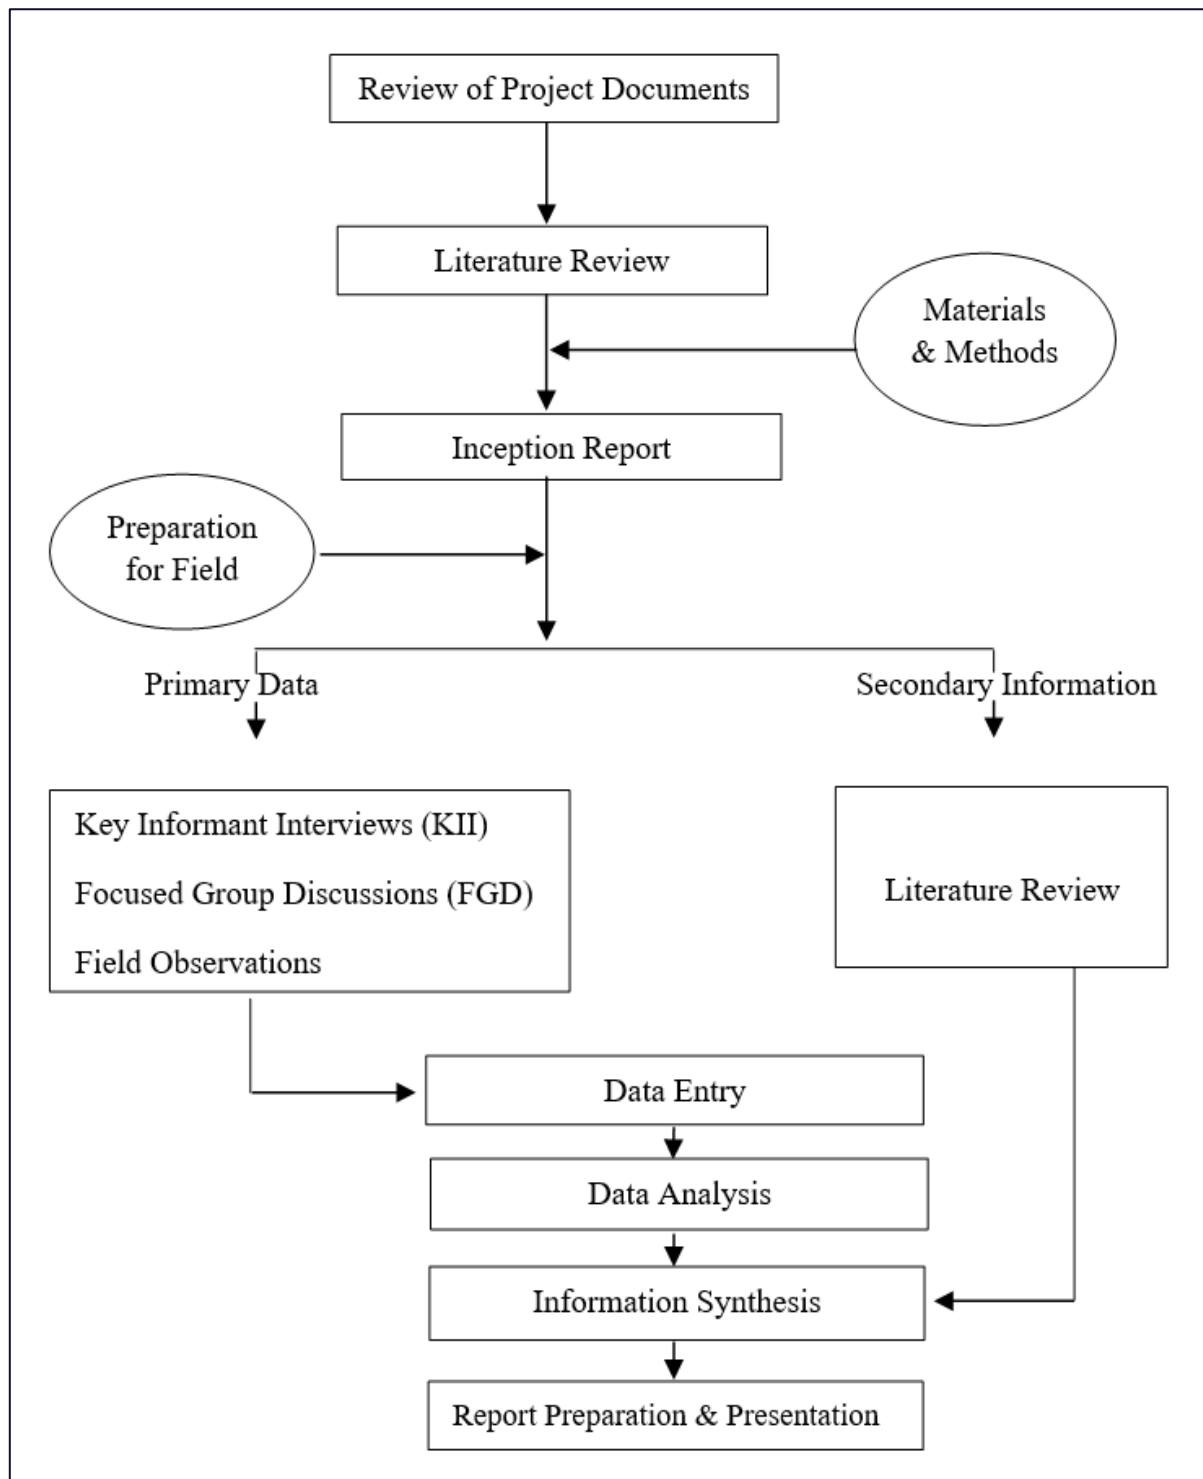 Review of Project Documents
Literature Review
Materials
& Methods
Inception Report
Preparation
for Field
Primary Data
Secondary Information
Key Informant Interviews (KII)
Focused Group Discussions (FGD)
Field Observations
Literature Review
Data Entry
Data Analysis
Information Synthesis
Report Preparation & Presentation